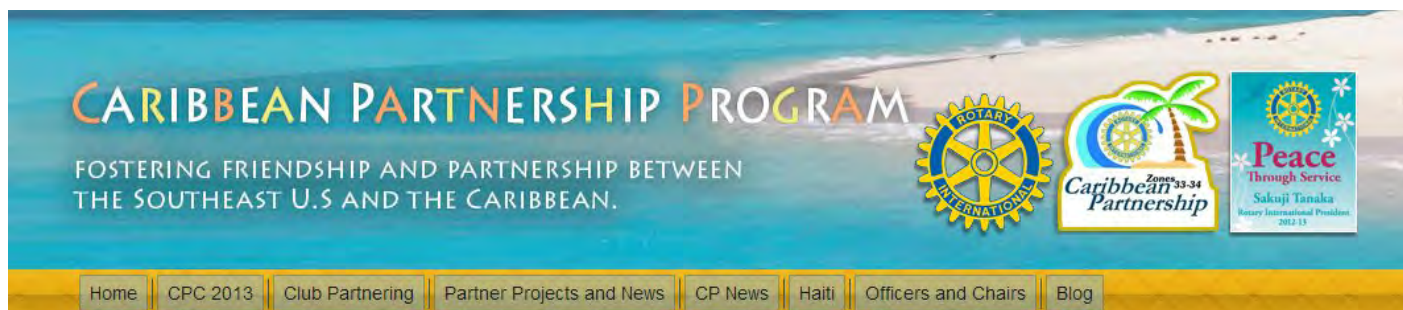 CARIBBEAN PARTNERSHIP PROGRAM
FOSTERING FRIENDSHIP AND PARTNERSHIP BETWEEN
THE SOUTHEAST U.S AND THE CARIBBEAN.
ROTARY
INTERNATIONAL
Zones 33-34
Caribbean
Partnership
Peace
Through Service
Sakuji Tanaka
Rotary International President
2012-13
Home
CPC 2013
Club Partnering
Partner Projects and News
CP News
Haiti
Officers and Chairs
Blog